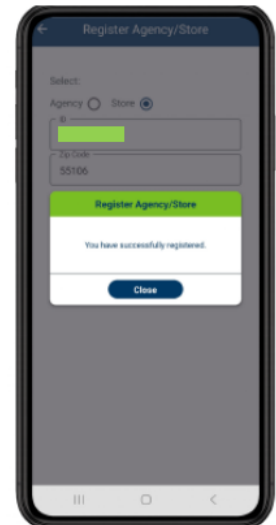 Register Agency/Store
Select:
Agency Store
ID
Zip Code
55106
Register Agency/Store
You have successfully registered.
Close